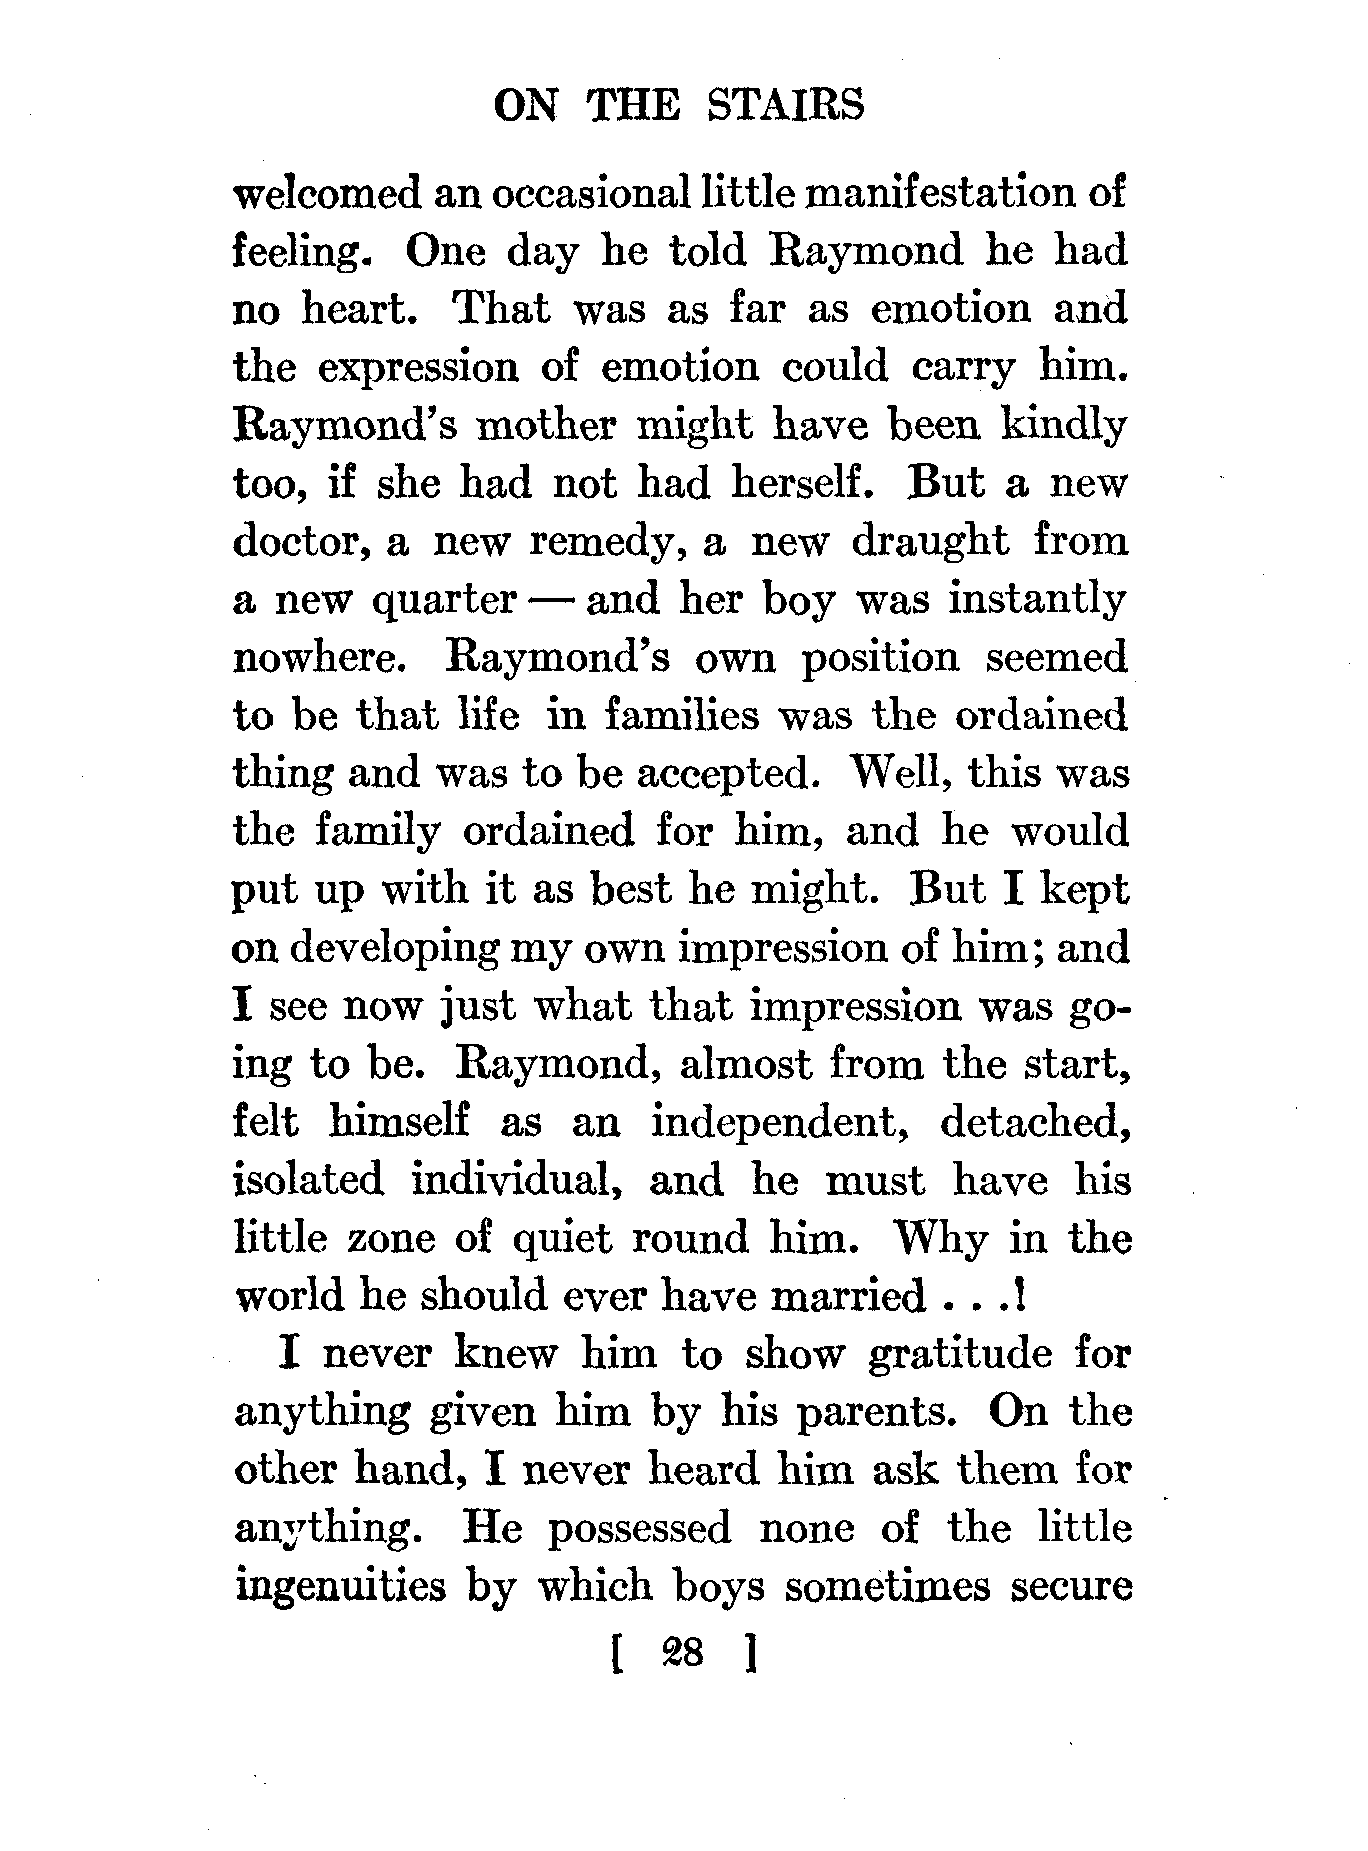 ON THE STAIRS
welcomed an occasional little manifestation of
feeling. One day he told Raymond he had
no heart. That was as far as emotion and
the expression of emotion could carry him.
Raymond's mother might have been kindly
too, if she had not had herself. But a new
doctor, a new remedy, a new draught from
a new quarter — and her boy was instantly
nowhere. Raymond's own position seemed
to be that life in families was the ordained
thing and was to be accepted. Well, this was
the family ordained for him, and he would
put up with it as best he might. But I kept
on developing my own impression of him; and
I see now just what that impression was go-
ing to be. Raymond, almost from the start,
felt himself as an independent, detached,
isolated individual, and he must have his
little zone of quiet round him. Why in the
world he should ever have married . . .!
I never knew him to show gratitude for
anything given him by his parents. On the
other hand, I never heard him ask them for
anything. He possessed none of the little
ingenuities by which boys sometimes secure
[ 28 ]